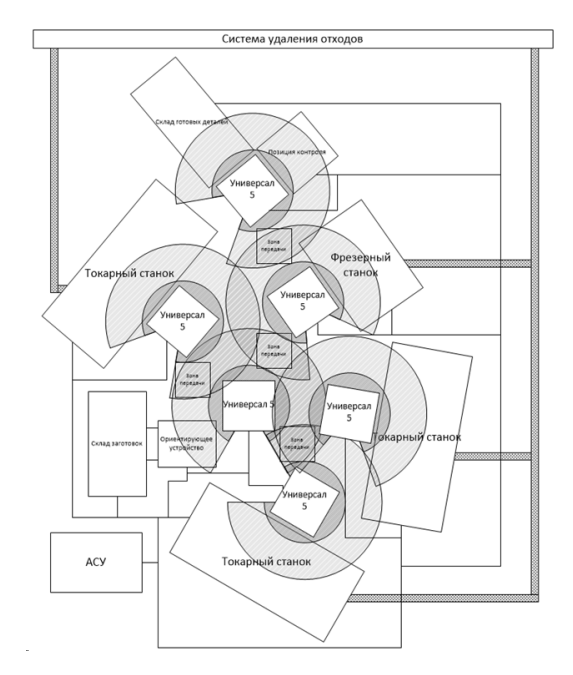 Система удаления отходов
Склад готовых деталей
Позиция контроля
Универсал
5
Зона
передачи
Фрезерный
станок
Токарный станок
Универсал
5
Универсал
5
Зона
передачи
Зона
передачи
Универсал 5
Универсал
5
Склад заготовок
Ориентирующее
устройство
Зона
передачи
Токарный станок
Универсал
5
АСУ
Токарный станок